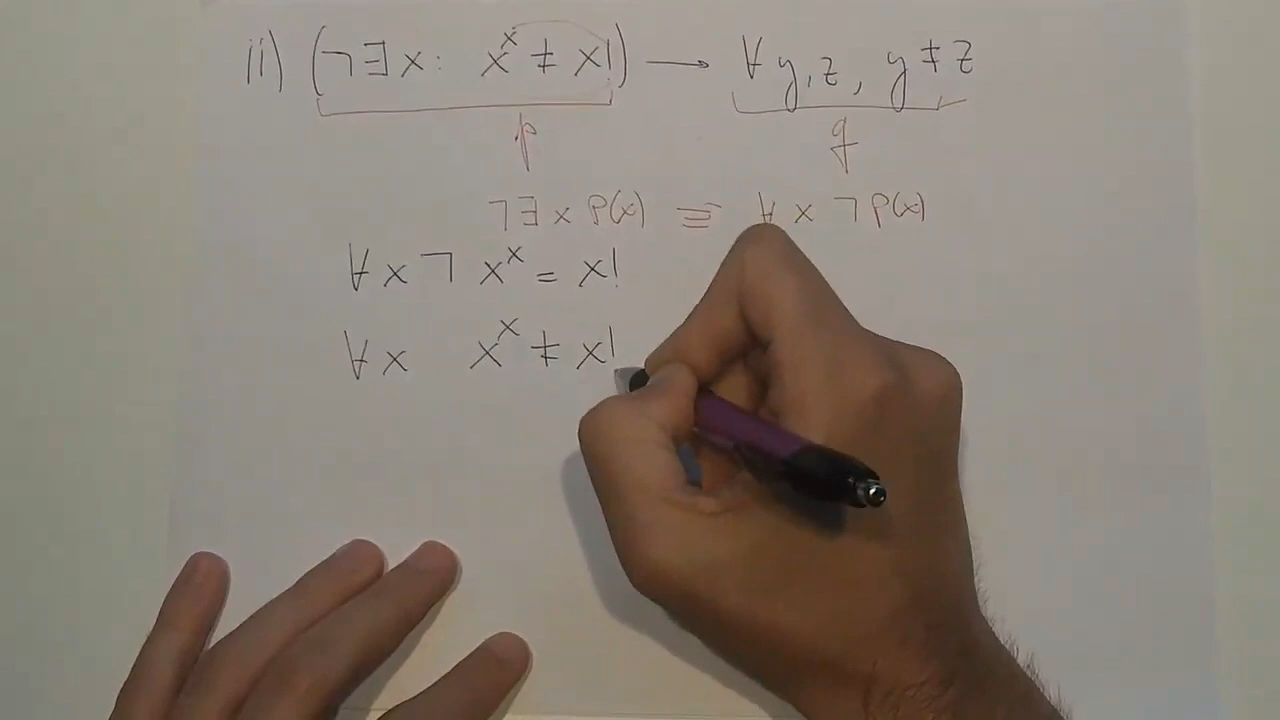 ii) (¬∃x: x^x ≠ x!) → ∀y,z, y≠z
p q
¬∃x P(x) ≡ ∀x ¬P(x)
∀x ¬ x^x = x!
∀x x^x ≠ x!